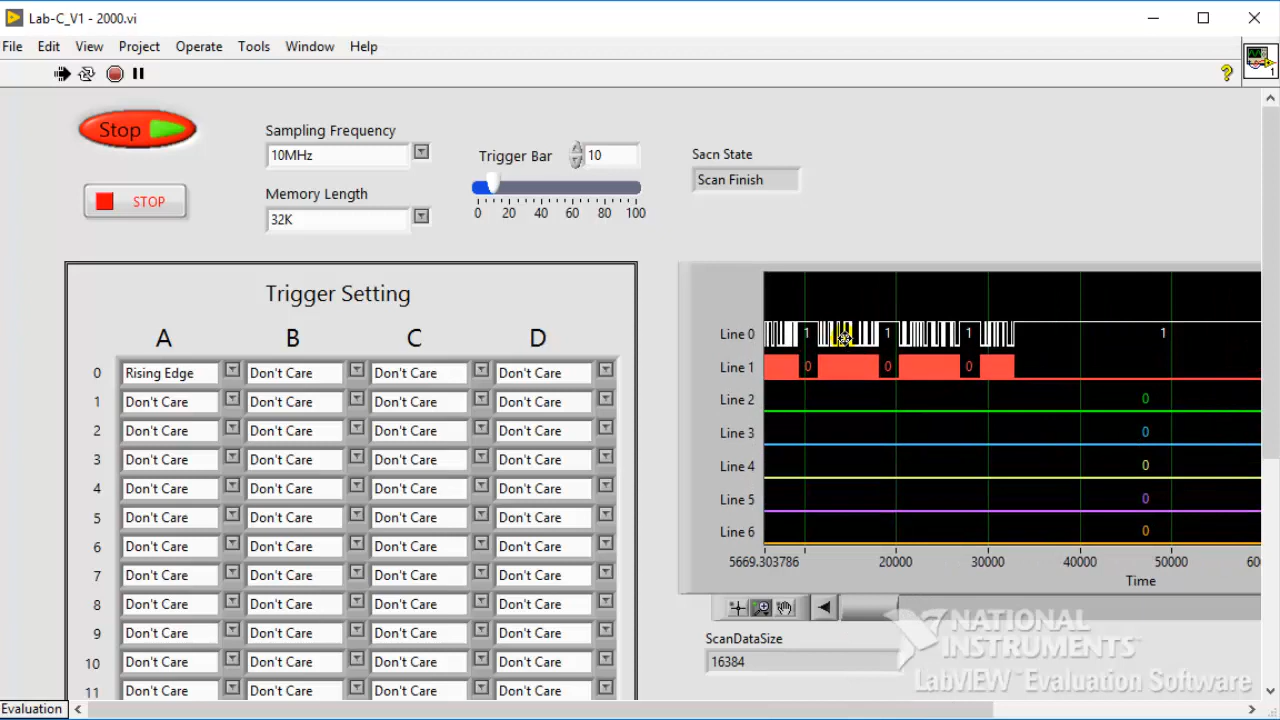 Lab-C_V1 - 2000.vi
File Edit View Project Operate Tools Window Help
?
1
Stop
STOP
Sampling Frequency
10MHz
Memory Length
32K
Trigger Bar 10
0 20 40 60 80 100
Sacn State
Scan Finish
Trigger Setting
A B C D
0 Rising Edge Don't Care Don't Care Don't Care
1 Don't Care Don't Care Don't Care Don't Care
2 Don't Care Don't Care Don't Care Don't Care
3 Don't Care Don't Care Don't Care Don't Care
4 Don't Care Don't Care Don't Care Don't Care
5 Don't Care Don't Care Don't Care Don't Care
6 Don't Care Don't Care Don't Care Don't Care
7 Don't Care Don't Care Don't Care Don't Care
8 Don't Care Don't Care Don't Care Don't Care
9 Don't Care Don't Care Don't Care Don't Care
10 Don't Care Don't Care Don't Care Don't Care
11 Don't Care Don't Care Don't Care Don't Care
Line 0 1 1 1 1
Line 1 0 0 0
Line 2 0
Line 3 0
Line 4 0
Line 5 0
Line 6 0
5669.303786 20000 30000 40000 50000
Time
ScanDataSize
16384
NATIONAL
INSTRUMENTS
LabVIEW™ Evaluation Software
Evaluation